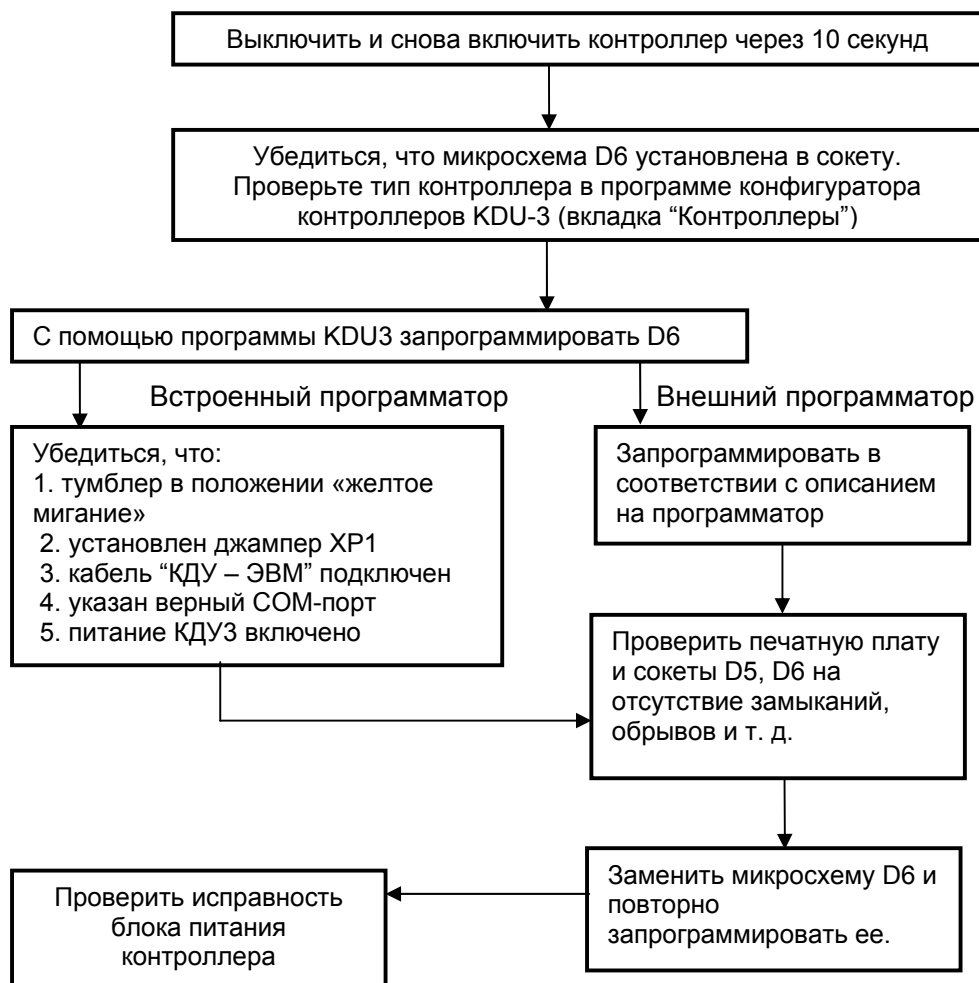 Выключить и снова включить контроллер через 10 секунд
Убедиться, что микросхема D6 установлена в сокету.
Проверьте тип контроллера в программе конфигуратора
контроллеров KDU-3 (вкладка “Контроллеры”)
С помощью программы KDU3 запрограммировать D6
Встроенный программатор
Внешний программатор
Убедиться, что:
1. тумблер в положении «желтое
мигание»
2. установлен джампер XP1
3. кабель “КДУ – ЭВМ” подключен
4. указан верный COM-порт
5. питание КДУ3 включено
Запрограммировать в
соответствии с описанием
на программатор
Проверить печатную плату
и сокеты D5, D6 на
отсутствие замыканий,
обрывов и т. д.
Заменить микросхему D6 и
повторно
запрограммировать ее.
Проверить исправность
блока питания
контроллера